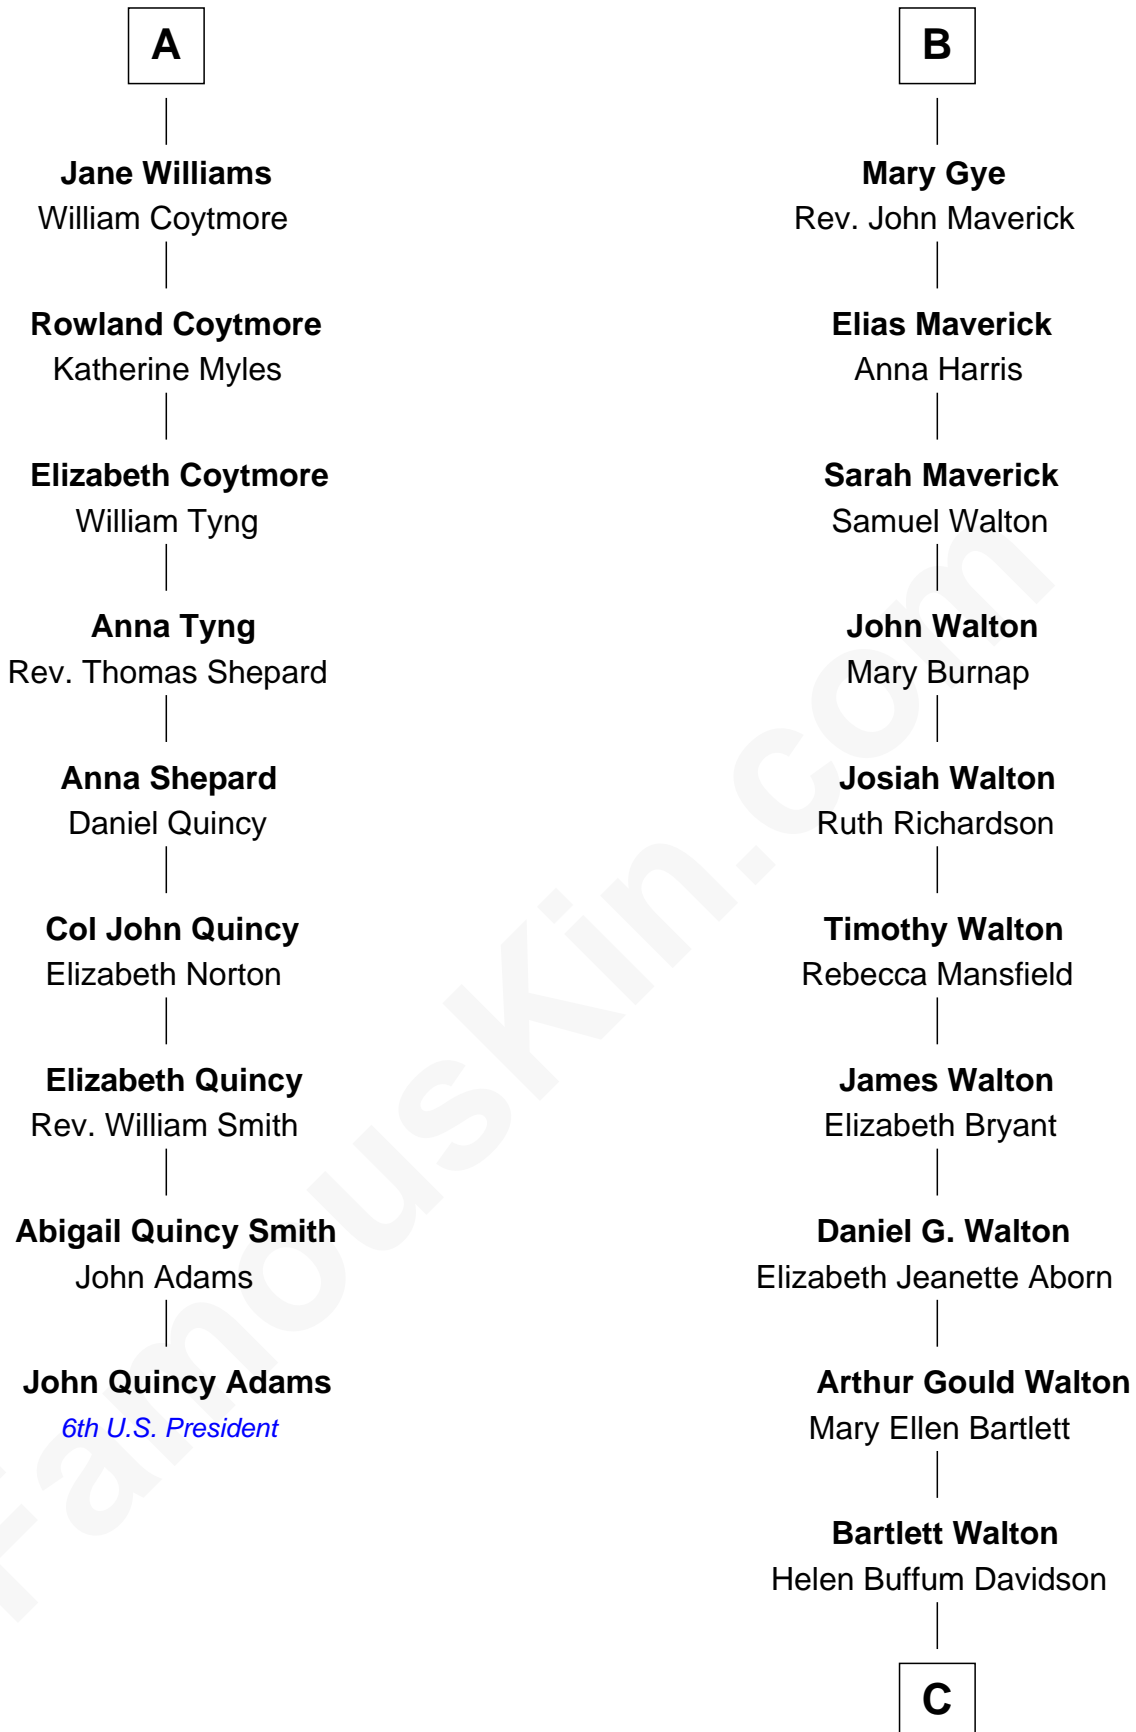 A
Jane Williams
William Coytmore
Rowland Coytmore
Katherine Myles
Elizabeth Coytmore
William Tyng
Anna Tyng
Rev. Thomas Shepard
Anna Shepard
Daniel Quincy
Col John Quincy
Elizabeth Norton
Elizabeth Quincy
Rev. William Smith
Abigail Quincy Smith
John Adams
John Quincy Adams
6th U.S. President
B
Mary Gye
Rev. John Maverick
Elias Maverick
Anna Harris
Sarah Maverick
Samuel Walton
John Walton
Mary Burnap
Josiah Walton
Ruth Richardson
Timothy Walton
Rebecca Mansfield
James Walton
Elizabeth Bryant
Daniel G. Walton
Elizabeth Jeanette Aborn
Arthur Gould Walton
Mary Ellen Bartlett
Bartlett Walton
Helen Buffum Davidson
C
FamousKin.com